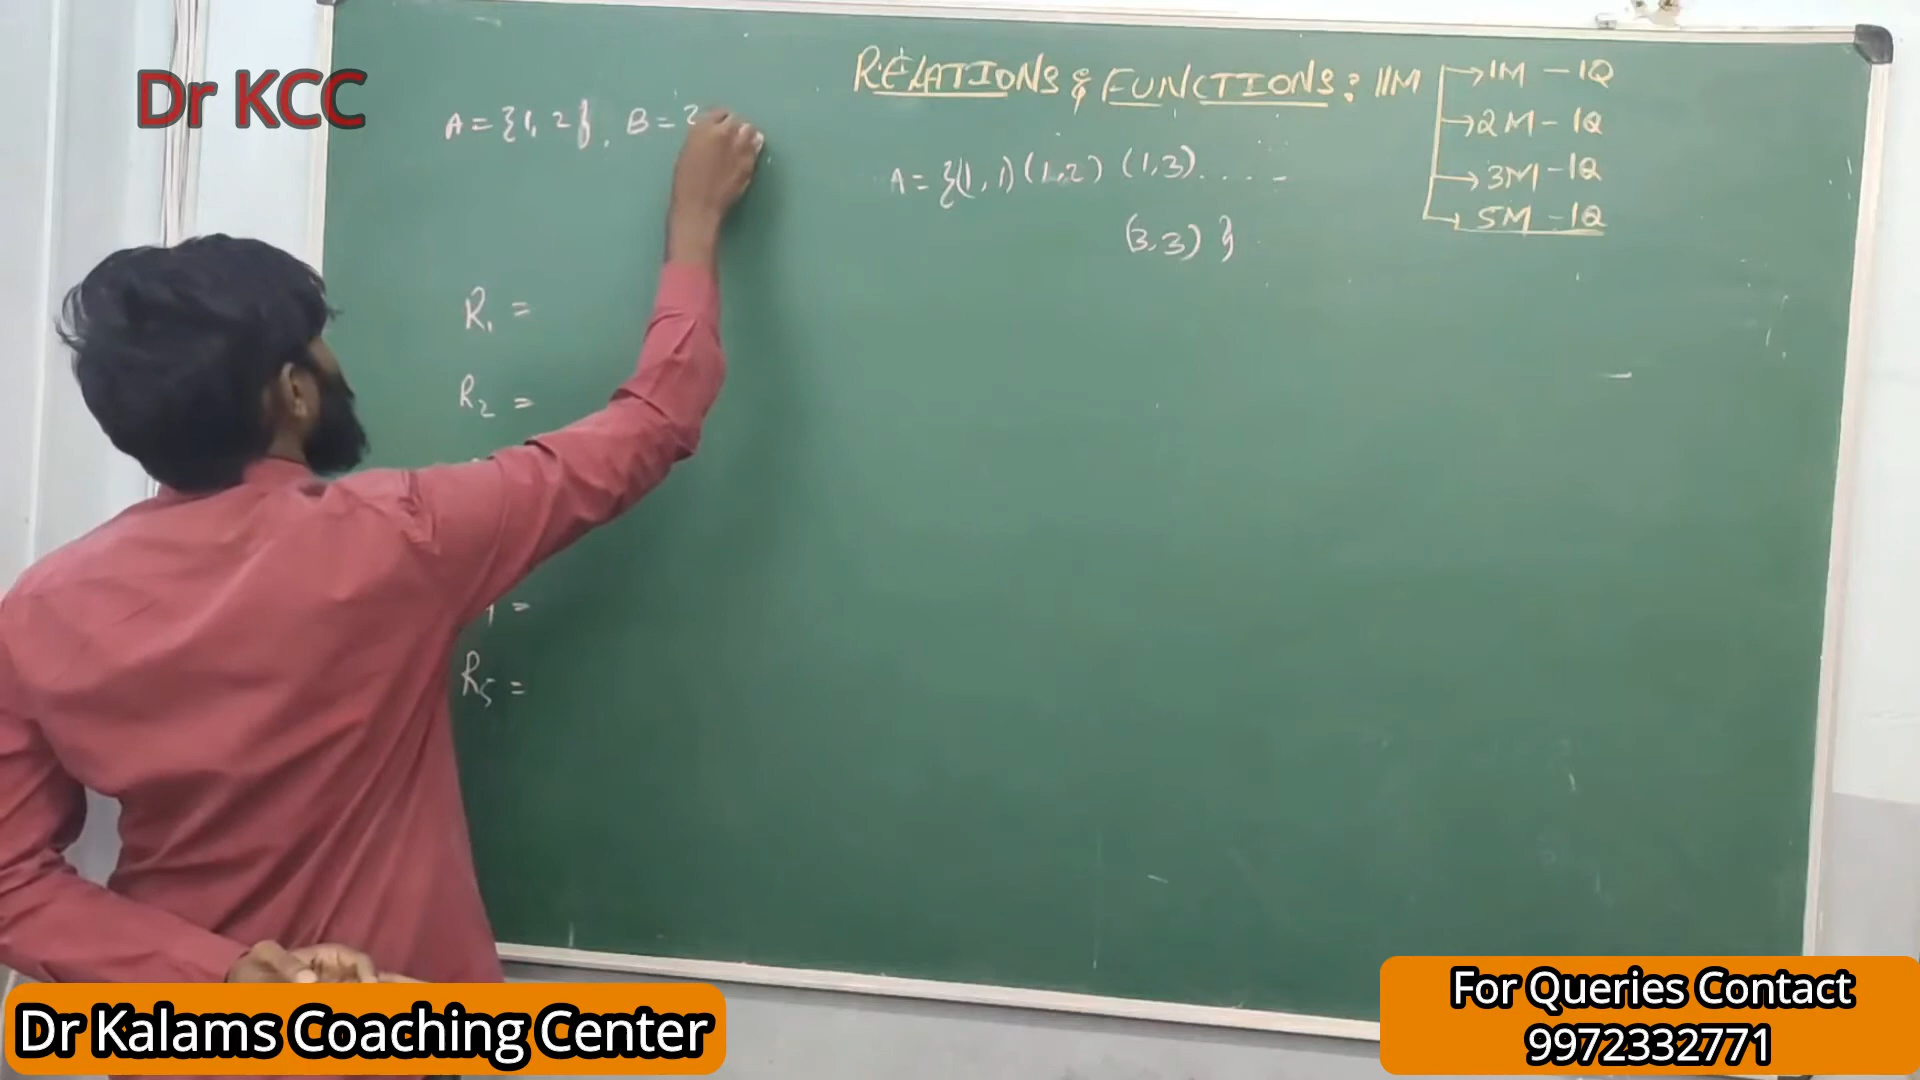 Dr KCC
RELATIONS & FUNCTIONS : 11M
→1M - 1Q
→2M - 1Q
→3M - 1Q
→5M - 1Q
A = {1, 2}, B =
A = {(1, 1) (1, 2) (1, 3) . . . . -
(3, 3) }
R₁ =
R₂ =
=
R₅ =
Dr Kalams Coaching Center
For Queries Contact
9972332771